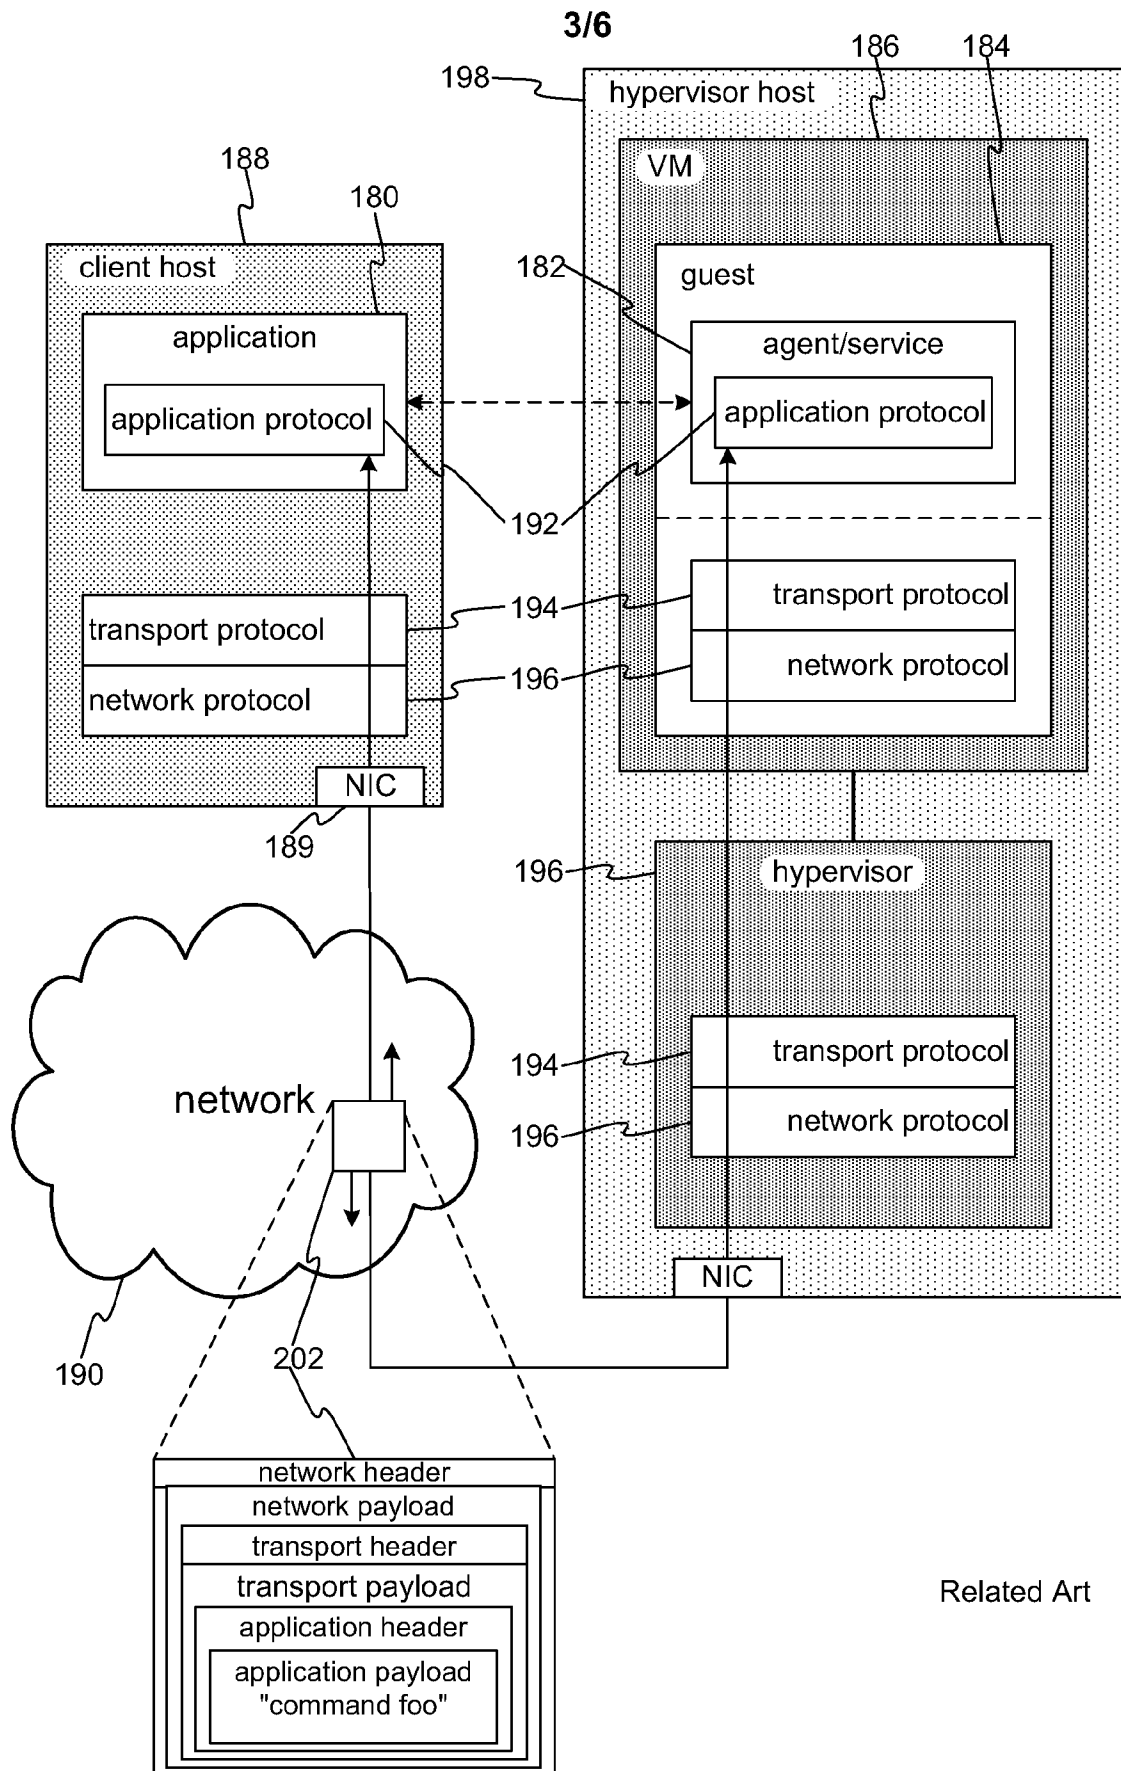 3/6
186
184
198
hypervisor host
188
VM
180
client host
182
guest
application
agent/service
application protocol
application protocol
192
194
transport protocol
transport protocol
196
network protocol
network protocol
NIC
189
196
hypervisor
194
transport protocol
network
196
network protocol
NIC
190
202
network header
network payload
transport header
transport payload
application header
application payload
"command foo"
Related Art